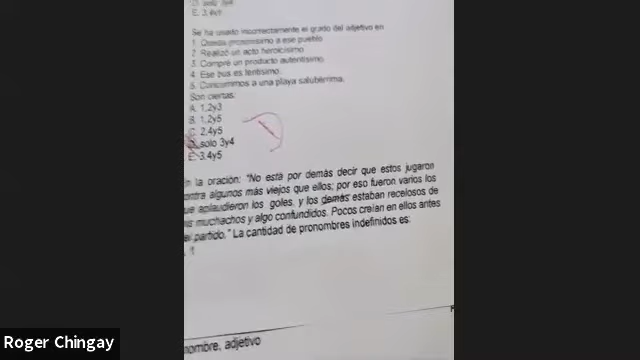 E. 3,4y5
Se ha usado incorrectamente el grado del adjetivo en
1. Queda proximísimo a ese pueblo
2. Realizó un acto heroicísimo
3. Compré un producto autentísimo.
4. Ese bus es lentísimo.
5. Concurrimos a una playa salubérrima.
Son ciertas:
A. 1,2y3
B. 1,2y5
C. 2,4y5
solo 3y4
E. 3,4y5
n la oración: "No está por demás decir que estos jugaron
ontra algunos más viejos que ellos; por eso fueron varios los
ue aplaudieron los goles, y los demás estaban recelosos de
is muchachos y algo confundidos. Pocos creían en ellos antes
el partido." La cantidad de pronombres indefinidos es:
1
nombre, adjetivo
Roger Chingay